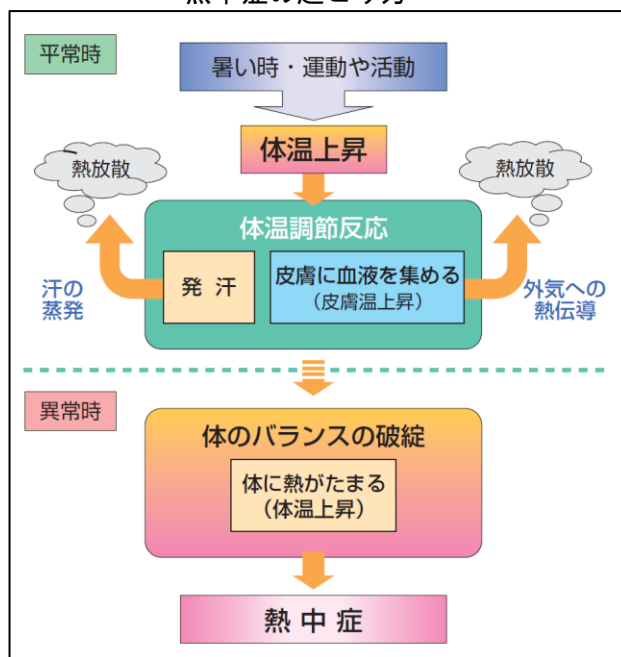 平常時
暑い時・運動や活動
体温上昇
熱放散
熱放散
体温調節反応
発汗
皮膚に血液を集める
(皮膚温上昇)
汗の
蒸発
外気への
熱伝導
異常時
体のバランスの破綻
体に熱がたまる
(体温上昇)
熱中症